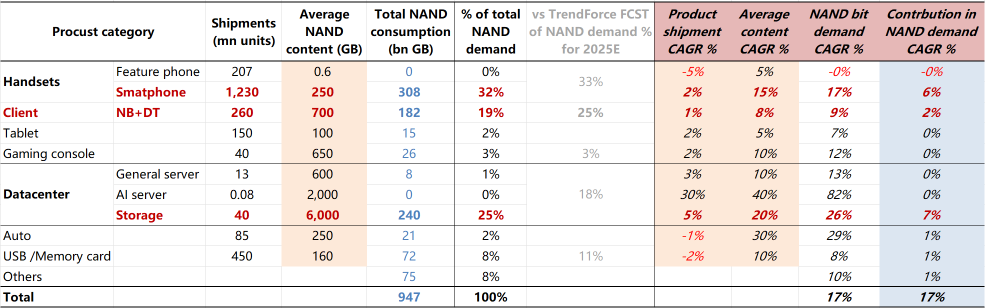 Procust category | Shipments (mn units) | Average NAND content (GB) | Total NAND consumption (bn GB) | % of total NAND demand | vs TrendForce FCST of NAND demand % for 2025E | Product shipment CAGR % | Average content CAGR % | NAND bit demand CAGR % | Contrbution in NAND demand CAGR %
Handsets | Feature phone | 207 | 0.6 | 0 | 0% | 33% | -5% | 5% | -0% | -0%
Smatphone | 1,230 | 250 | 308 | 32% | 2% | 15% | 17% | 6%
Client | NB+DT | 260 | 700 | 182 | 19% | 25% | 1% | 8% | 9% | 2%
Tablet | 150 | 100 | 15 | 2% | 2% | 5% | 7% | 0%
Gaming console | 40 | 650 | 26 | 3% | 3% | 2% | 10% | 12% | 0%
Datacenter | General server | 13 | 600 | 8 | 1% | 18% | 3% | 10% | 13% | 0%
AI server | 0.08 | 2,000 | 0 | 0% | 30% | 40% | 82% | 0%
Storage | 40 | 6,000 | 240 | 25% | 5% | 20% | 26% | 7%
Auto | 85 | 250 | 21 | 2% | -1% | 30% | 29% | 1%
USB /Memory card | 450 | 160 | 72 | 8% | 11% | -2% | 10% | 8% | 1%
Others | 75 | 8% | 10% | 1%
Total | 947 | 100% | 17% | 17%